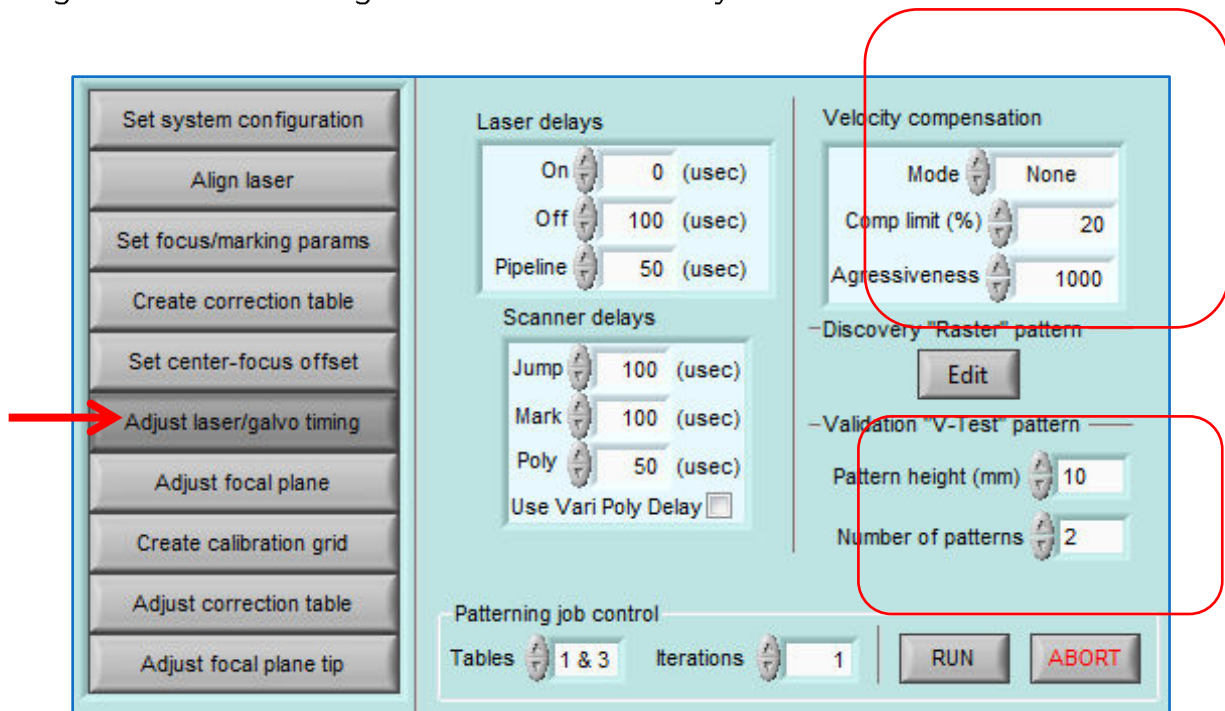 Set system configuration
Align laser
Set focus/marking params
Create correction table
Set center-focus offset
Adjust laser/galvo timing
Adjust focal plane
Create calibration grid
Adjust correction table
Adjust focal plane tip
Laser delays
On 0 (usec)
Off 100 (usec)
Pipeline 50 (usec)
Scanner delays
Jump 100 (usec)
Mark 100 (usec)
Poly 50 (usec)
Use Vari Poly Delay
Velocity compensation
Mode None
Comp limit (%) 20
Agressiveness 1000
Discovery "Raster" pattern
Edit
Validation "V-Test" pattern
Pattern height (mm) 10
Number of patterns 2
Patterning job control
Tables 1 & 3 Iterations 1 RUN ABORT